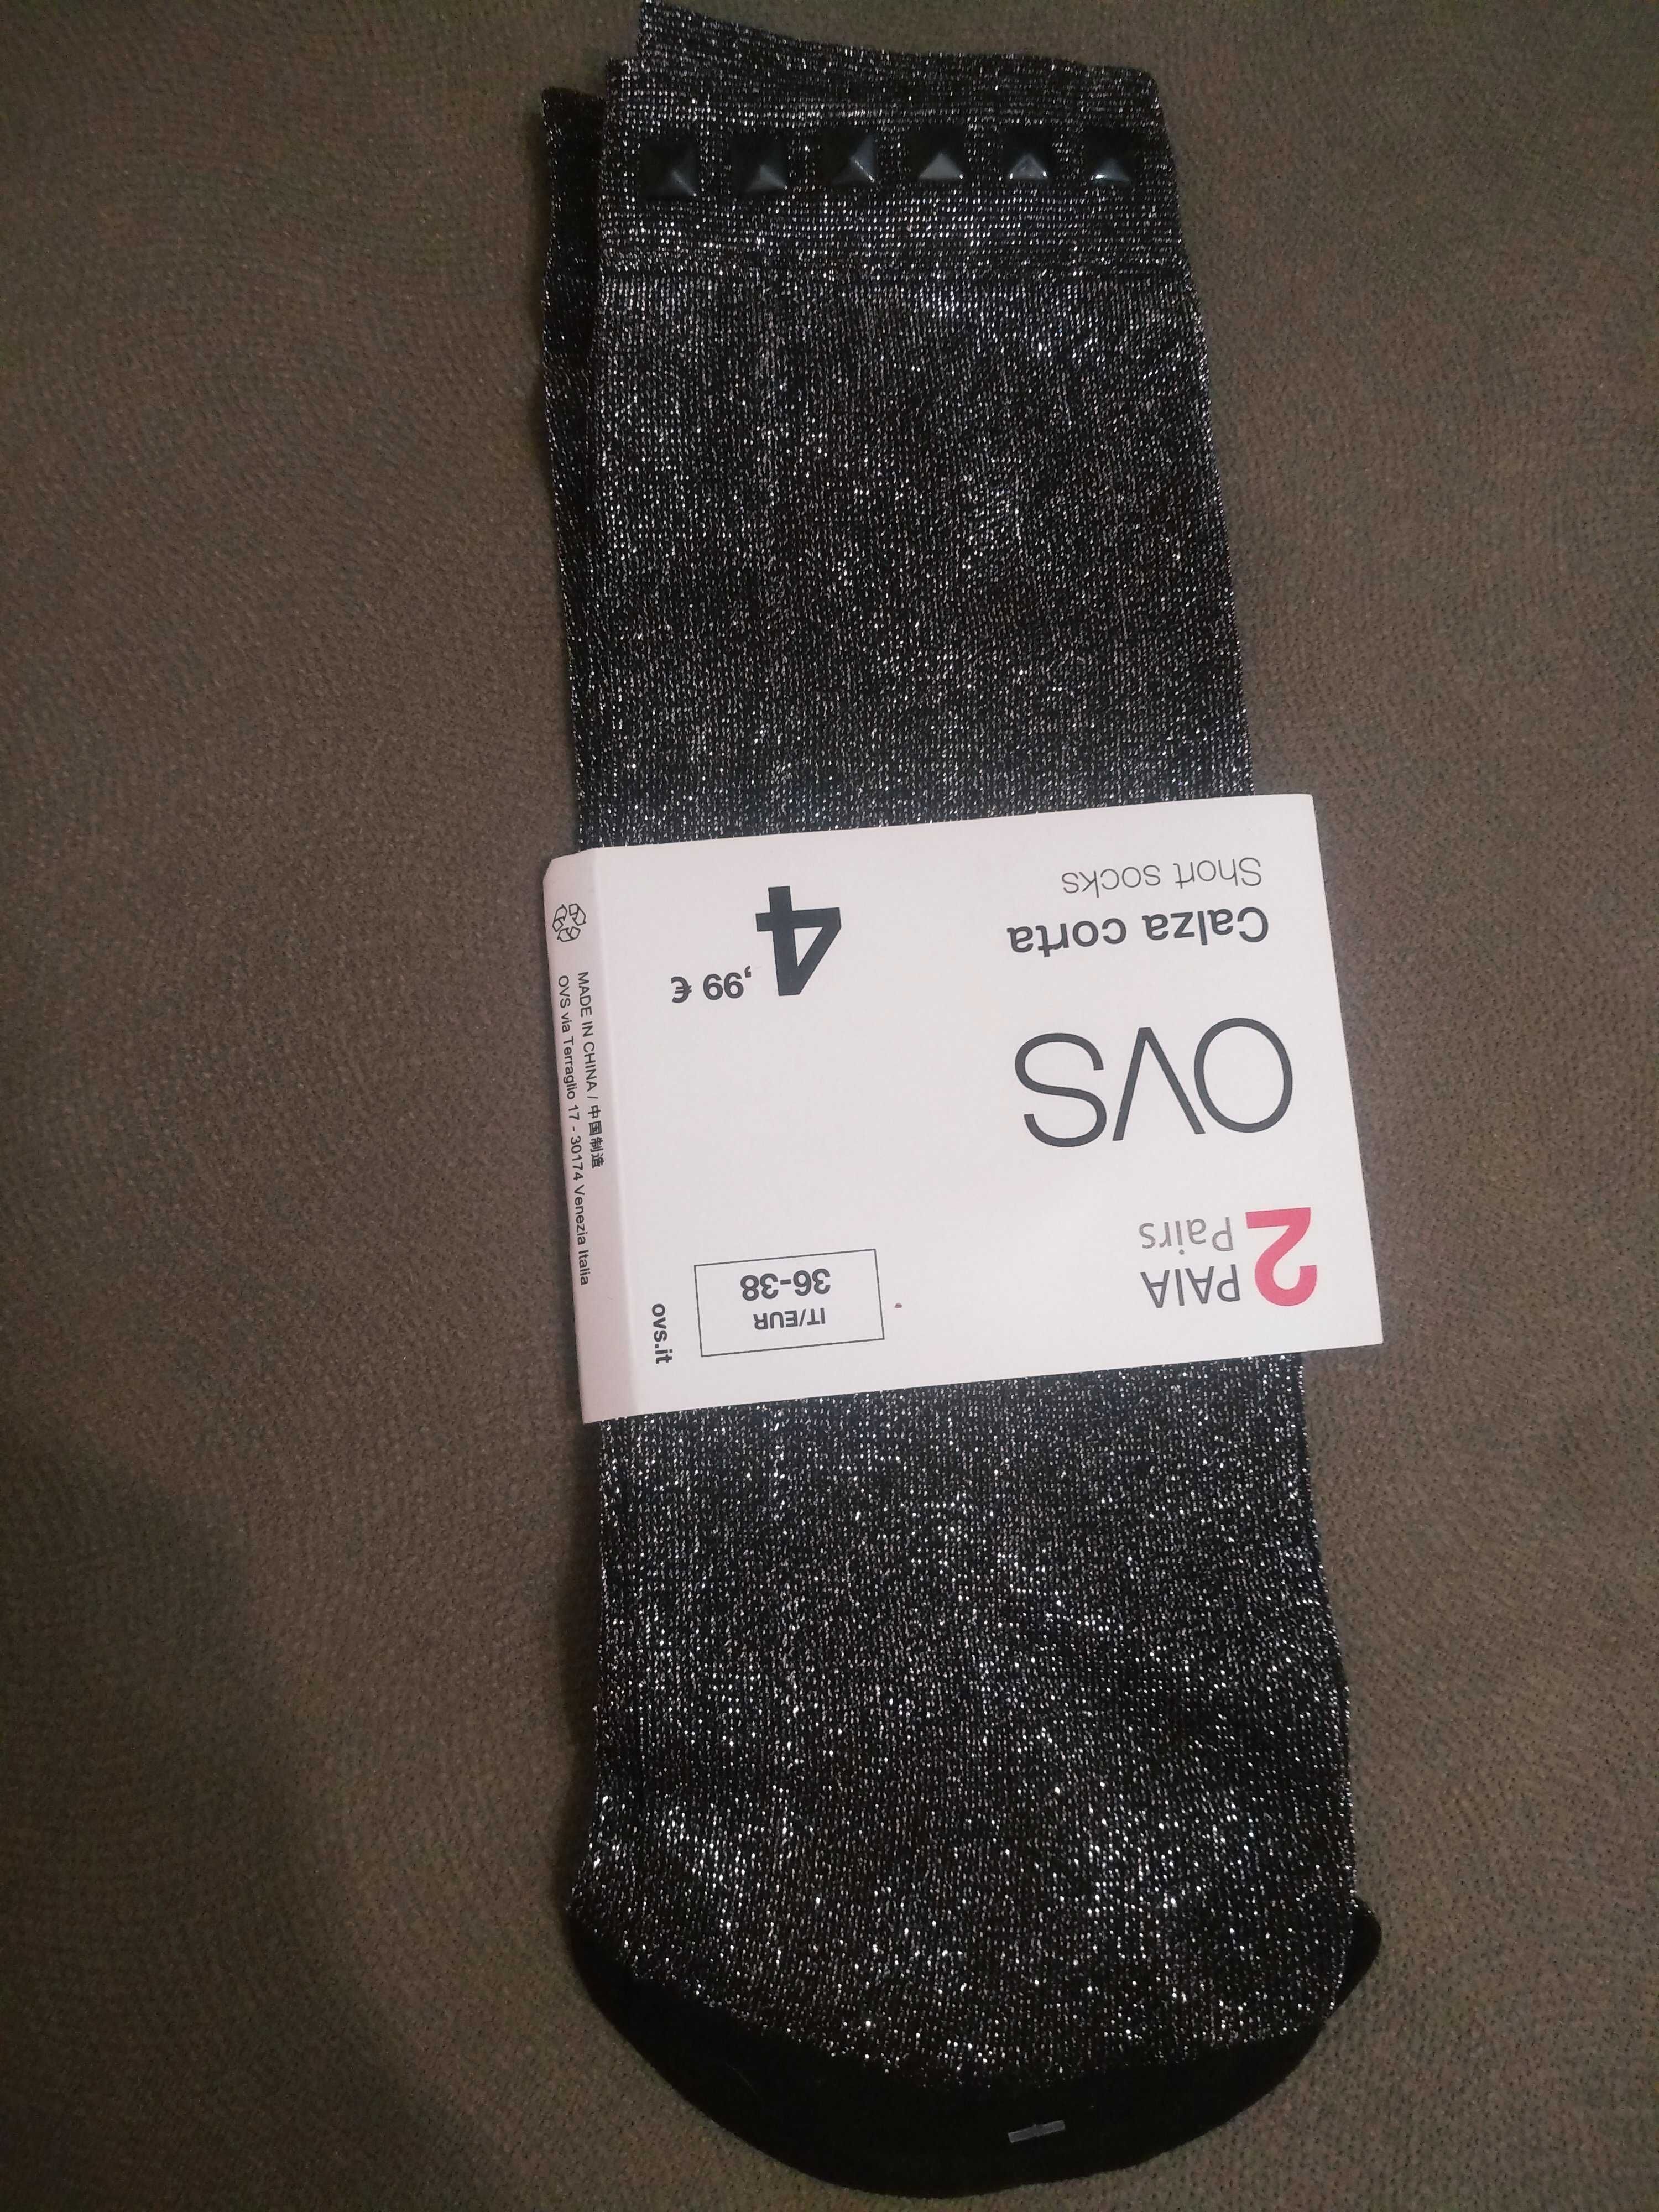 2 PAIA
Pairs
IT/EUR
36-38
OVS
Calza corta
Short socks
4,99 €
ovs.it
MADE IN CHINA / 中国制造
OVS via Terraglio 17 - 30174 Venezia Italia